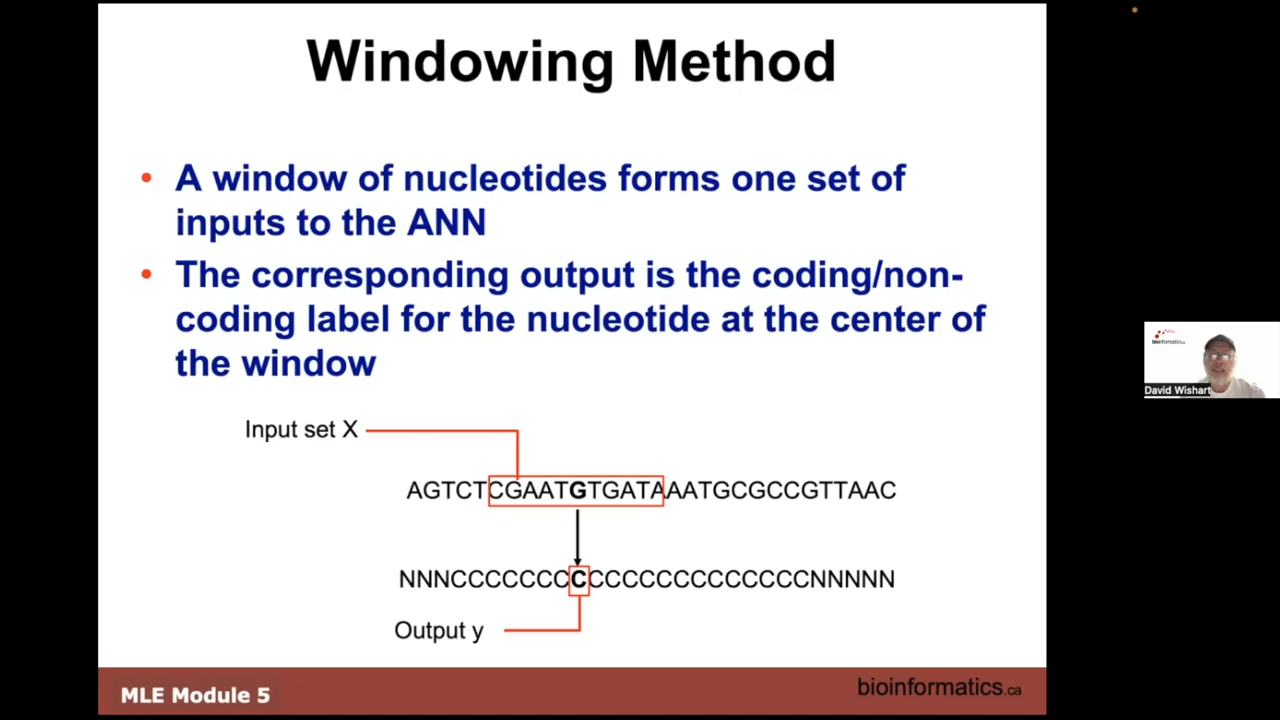 Windowing Method
• A window of nucleotides forms one set of
inputs to the ANN
• The corresponding output is the coding/non-
coding label for the nucleotide at the center of
the window
Input set X
AGTCTCGAATGTGATAAATGCGCCGTTAAC
NNNCCCCCCCCCCCCCCCCCCCCCNNNNN
Output y
MLE Module 5
bioinformatics.ca
David Wishart